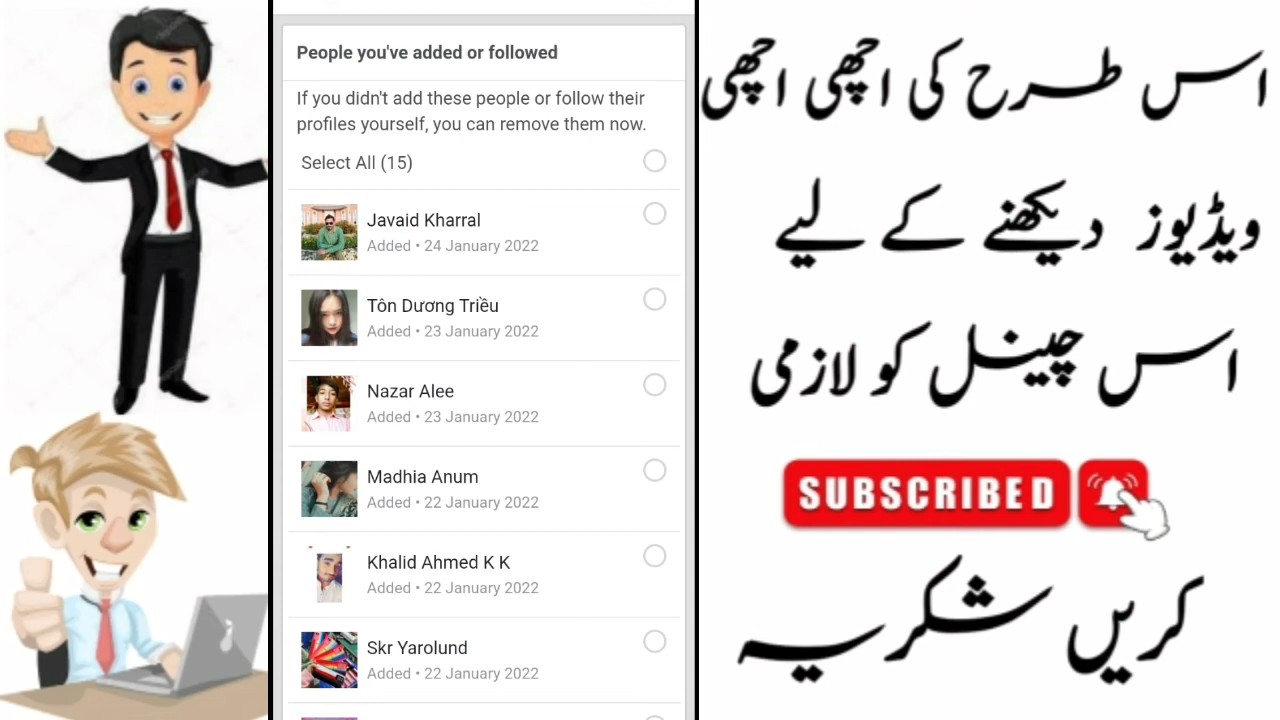 People you've added or followed
If you didn't add these people or follow their
profiles yourself, you can remove them now.
Select All (15)
Javaid Kharral
Added • 24 January 2022
Tôn Dương Triều
Added • 23 January 2022
Nazar Alee
Added • 23 January 2022
Madhia Anum
Added • 22 January 2022
Khalid Ahmed K K
Added • 22 January 2022
Skr Yarolund
Added • 22 January 2022
اس طرح کی اچھی اچھی
ویڈیوز دیکھنے کے لیے
اس چینل کو لازمی
SUBSCRIBED
کریں شکریہ